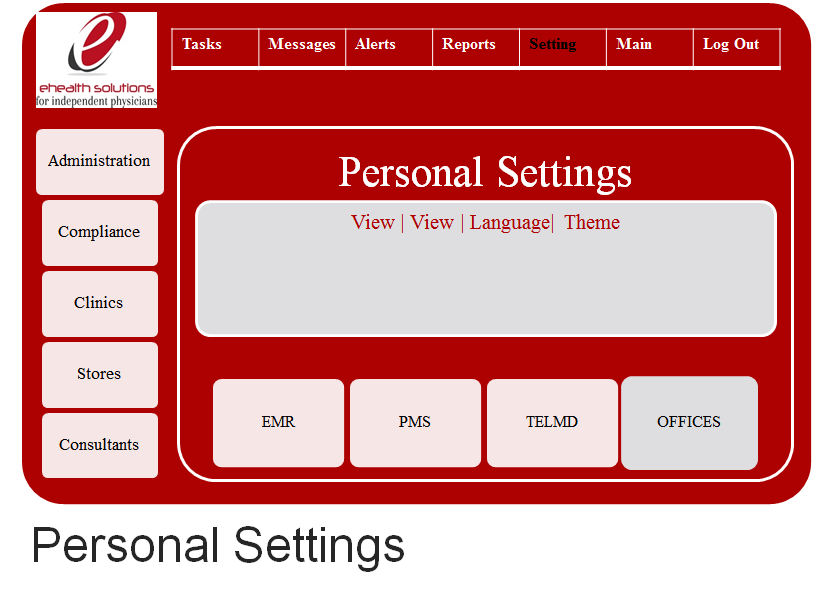 ehealth solutions
for independent physicians
Tasks Messages Alerts Reports Setting Main Log Out
Administration
Compliance
Clinics
Stores
Consultants
Personal Settings
View | View | Language| Theme
EMR PMS TELMD OFFICES
Personal Settings